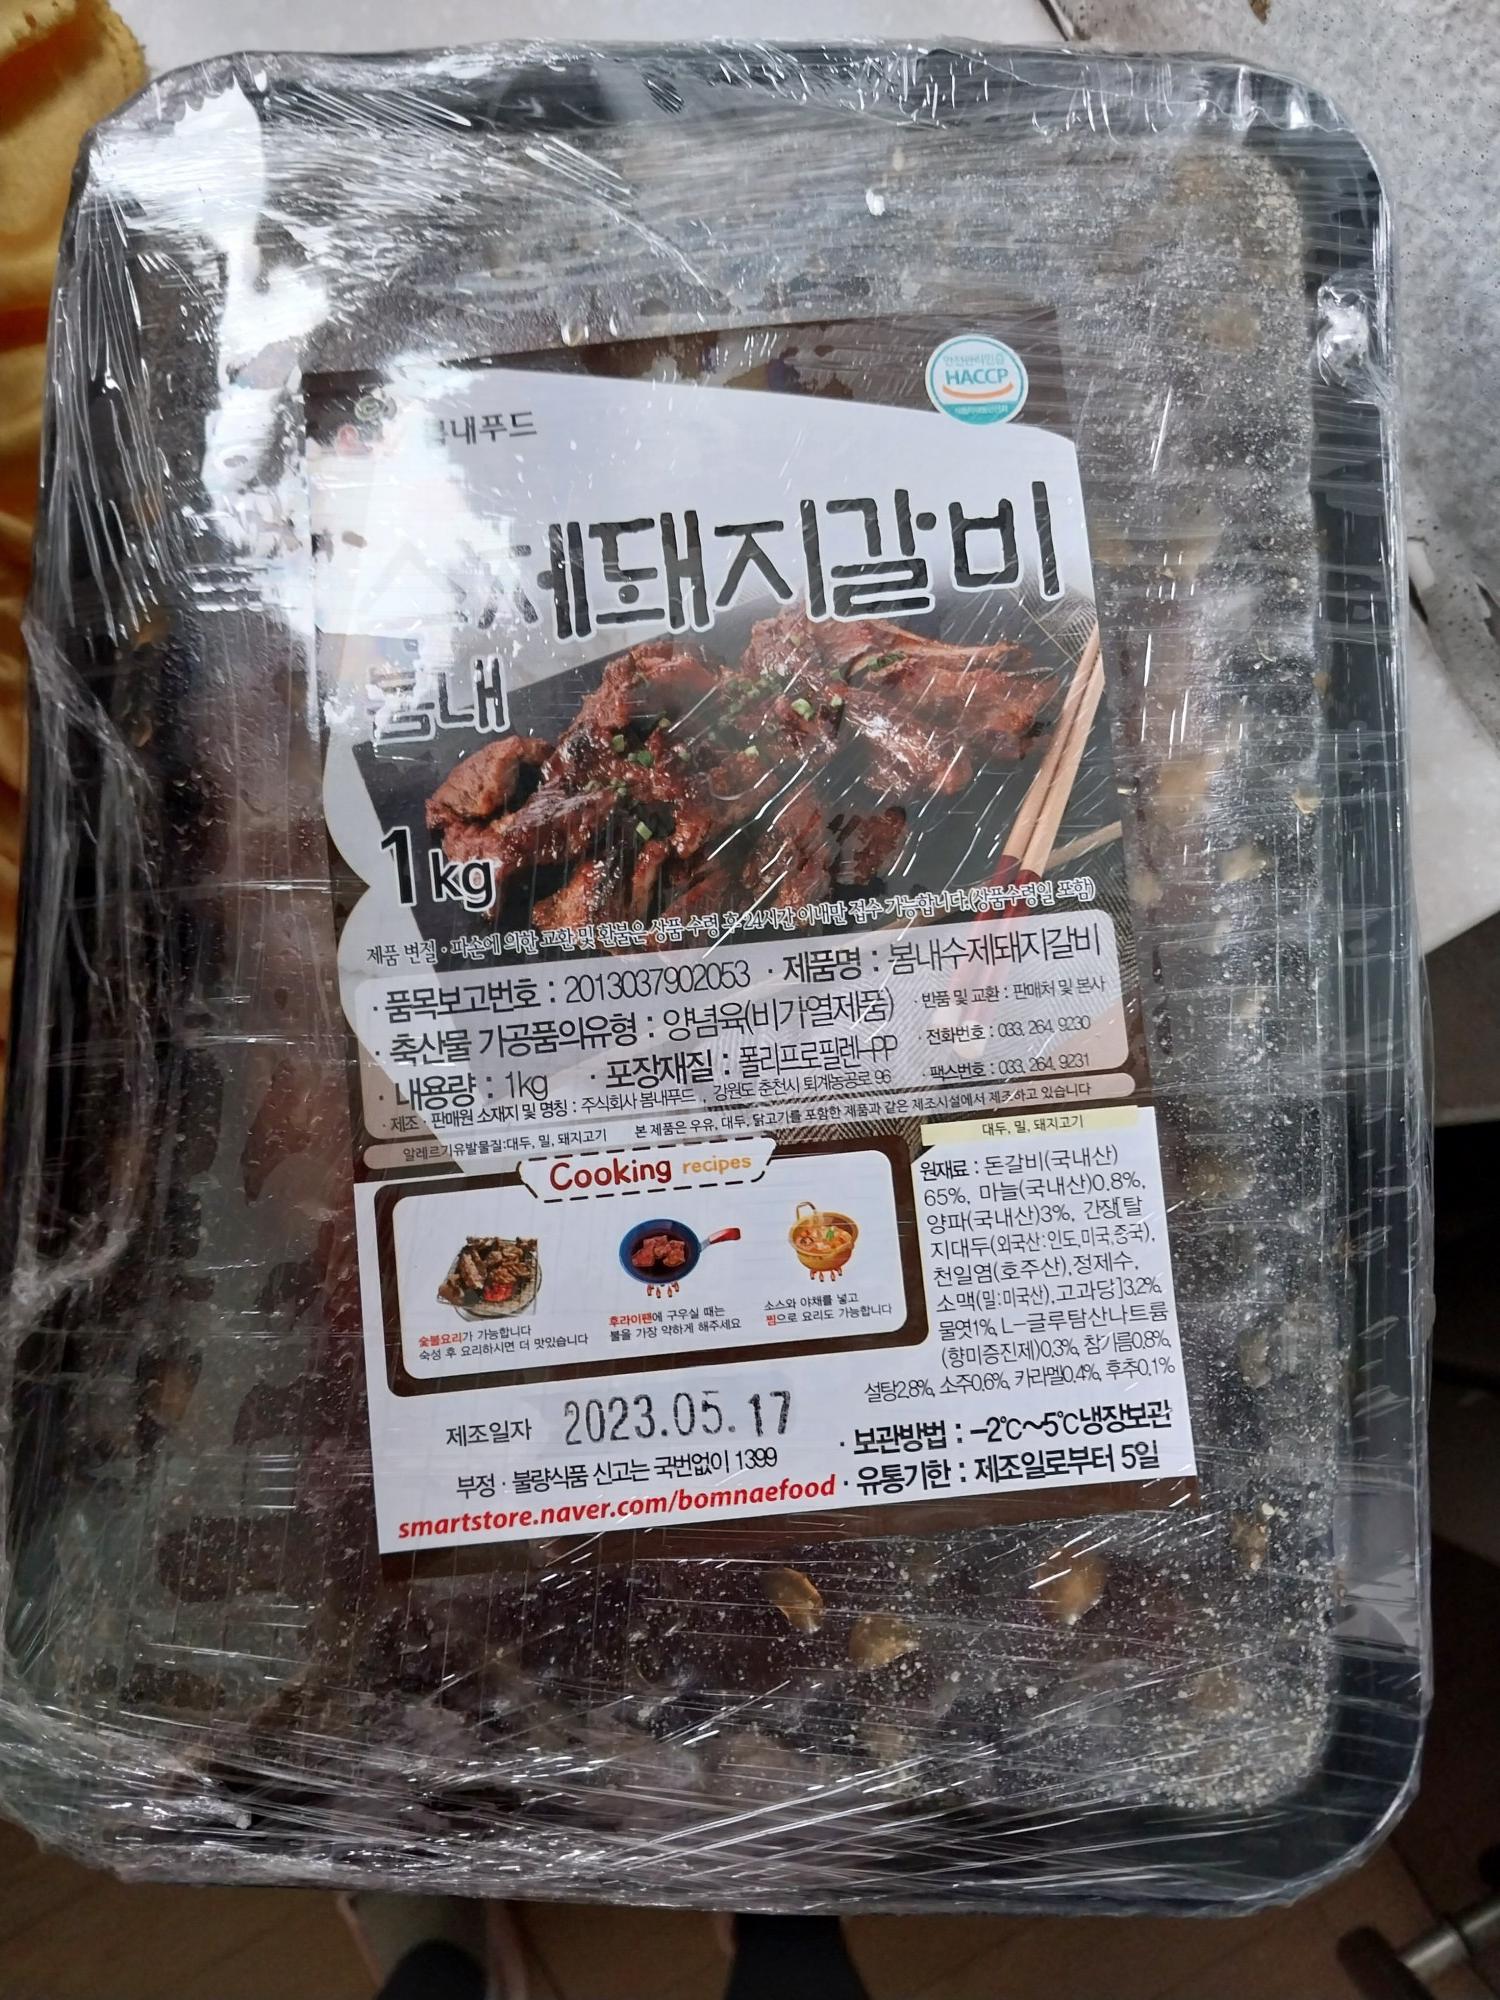 안전관리인증
HACCP
내푸드
제돼지갈비
봄내
1kg
제품 변질·파손에 의한 교환 및 환불은 상품 수령 후 24시간 이내만 접수 가능합니다.(상품수령일 포함)
· 품목보고번호 : 2013037902053 · 제품명 : 봄내수제돼지갈비
· 축산물 가공품의유형 : 양념육(비가열제품)
· 반품 및 교환 : 판매처 및 본사
· 내용량 : 1kg · 포장재질 : 폴리프로필렌-PP
· 전화번호 : 033. 264. 9230
· 팩스번호 : 033. 264. 9231
· 제조 · 판매원 소재지 및 명칭 : 주식회사 봄내푸드 , 강원도 춘천시 퇴계농공로 96
알레르기유발물질:대두, 밀, 돼지고기 본 제품은 우유, 대두, 닭고기를 포함한 제품과 같은 제조시설에서 제조하고 있습니다
Cooking recipes
숯불요리가 가능합니다
숙성 후 요리하시면 더 맛있습니다
후라이팬에 구우실 때는
불을 가장 약하게 해주세요
소스와 야채를 넣고
찜으로 요리도 가능합니다
대두, 밀, 돼지고기
원재료 : 돈갈비(국내산)
65%, 마늘(국내산)0.8%,
양파(국내산)3%, 간장[탈
지대두(외국산:인도,미국,중국),
천일염(호주산),정제수,
소맥(밀:미국산),고과당]3.2%,
물엿1%, L-글루탐산나트륨
(향미증진제)0.3%, 참기름0.8%,
설탕2.8%, 소주0.6%, 카라멜0.4%, 후추0.1%
제조일자 2023.05.17
부정 · 불량식품 신고는 국번없이 1399
smartstore.naver.com/bomnaefood
· 보관방법 : -2℃~5℃냉장보관
· 유통기한 : 제조일로부터 5일